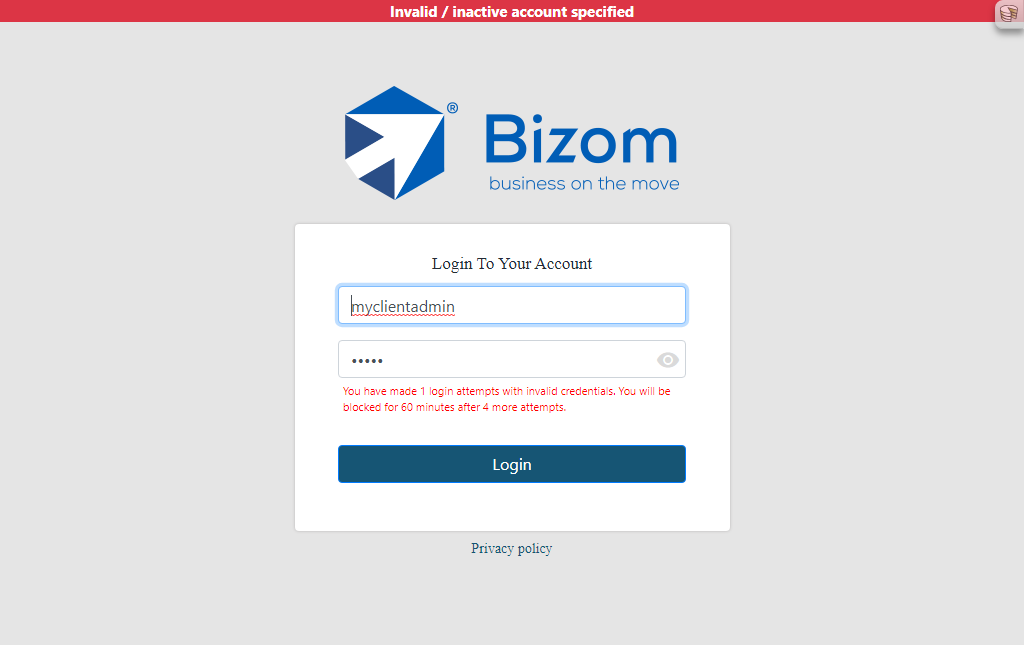 Invalid / inactive account specified
®
Bizom
business on the move
Login To Your Account
myclientadmin
•••••
You have made 1 login attempts with invalid credentials. You will be
blocked for 60 minutes after 4 more attempts.
Login
Privacy policy